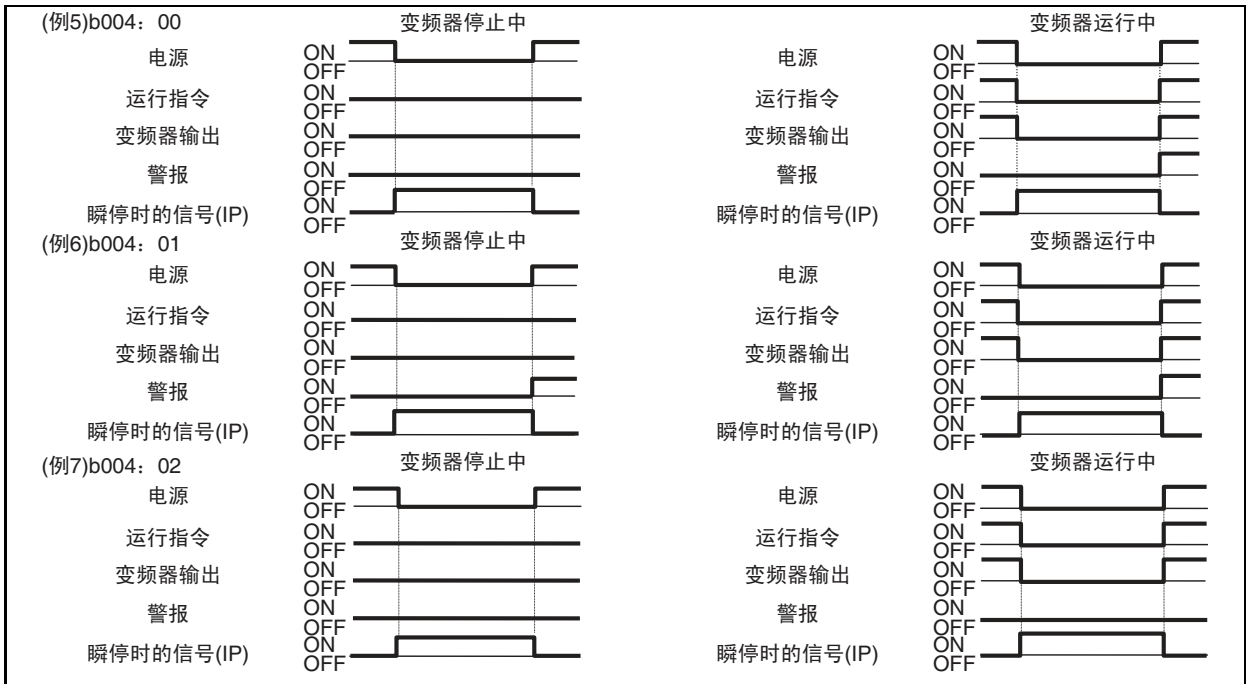 (例5)b004：00 变频器停止中 变频器运行中
电源 ON OFF 电源 ON OFF
运行指令 ON OFF 运行指令 ON OFF
变频器输出 ON OFF 变频器输出 ON OFF
警报 ON OFF 警报 ON OFF
瞬停时的信号(IP) ON OFF 瞬停时的信号(IP) ON OFF
(例6)b004：01 变频器停止中 变频器运行中
电源 ON OFF 电源 ON OFF
运行指令 ON OFF 运行指令 ON OFF
变频器输出 ON OFF 变频器输出 ON OFF
警报 ON OFF 警报 ON OFF
瞬停时的信号(IP) ON OFF 瞬停时的信号(IP) ON OFF
(例7)b004：02 变频器停止中 变频器运行中
电源 ON OFF 电源 ON OFF
运行指令 ON OFF 运行指令 ON OFF
变频器输出 ON OFF 变频器输出 ON OFF
警报 ON OFF 警报 ON OFF
瞬停时的信号(IP) ON OFF 瞬停时的信号(IP) ON OFF